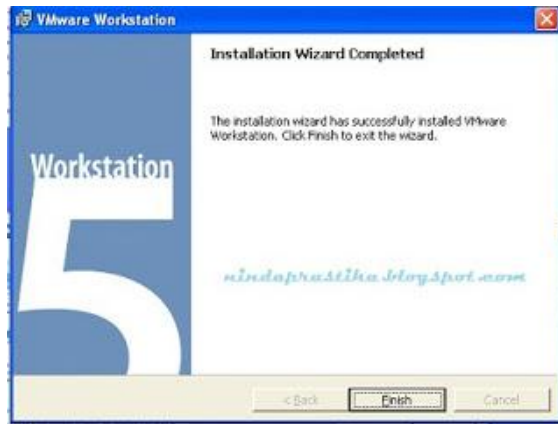 VMware Workstation
Installation Wizard Completed
The installation wizard has successfully installed VMware
Workstation. Click Finish to exit the wizard.
Workstation
5
nindaprastika.blogspot.com
< Back
Finish
Cancel